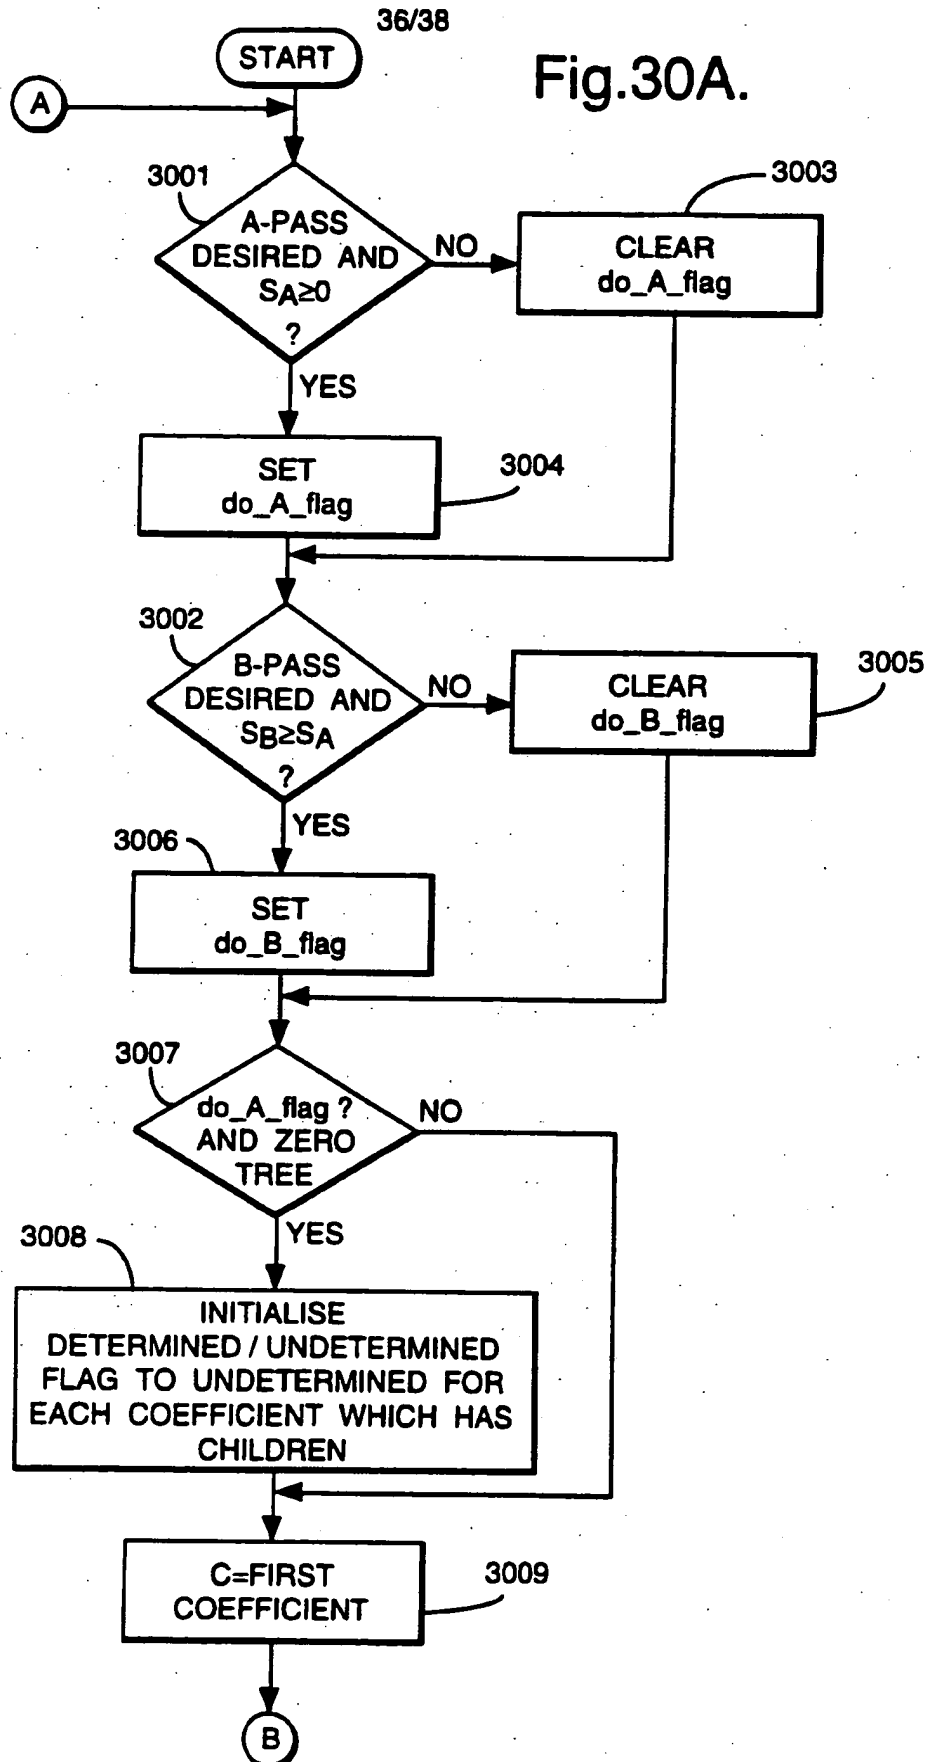 36/38
START
Fig.30A.
A
3001
A-PASS
DESIRED AND
SA≥0
?
NO
3003
CLEAR
do_A_flag
YES
SET
do_A_flag
3004
3002
B-PASS
DESIRED AND
SB≥SA
?
NO
CLEAR
do_B_flag
3005
YES
3006
SET
do_B_flag
3007
do_A_flag ?
AND ZERO
TREE
NO
YES
3008
INITIALISE
DETERMINED / UNDETERMINED
FLAG TO UNDETERMINED FOR
EACH COEFFICIENT WHICH HAS
CHILDREN
C=FIRST
COEFFICIENT
3009
B